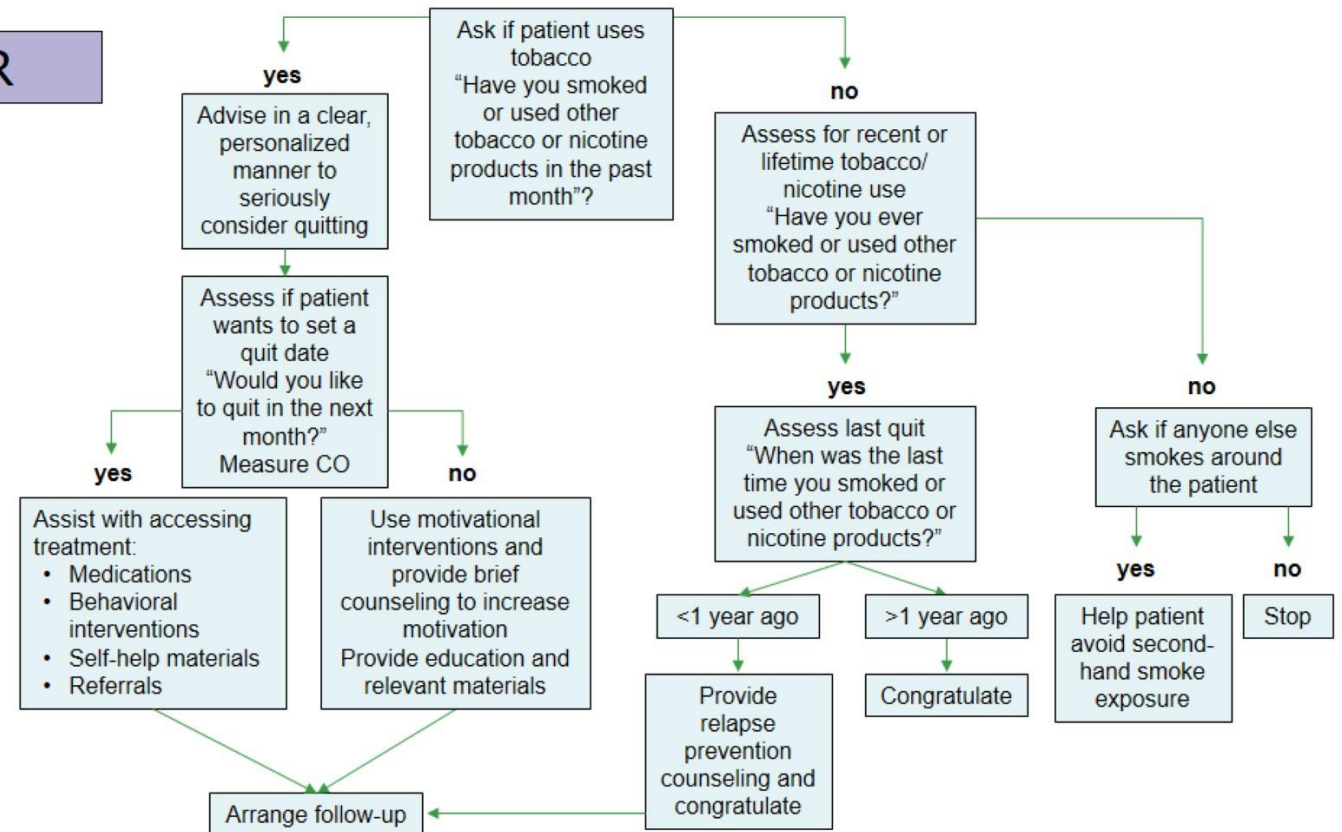 R
Ask if patient uses
tobacco
“Have you smoked
or used other
tobacco or nicotine
products in the past
month”?
yes
Advise in a clear,
personalized
manner to
seriously
consider quitting
Assess if patient
wants to set a
quit date
“Would you like
to quit in the next
month?”
Measure CO
yes
Assist with accessing
treatment:
• Medications
• Behavioral
interventions
• Self-help materials
• Referrals
no
Use motivational
interventions and
provide brief
counseling to increase
motivation
Provide education and
relevant materials
Arrange follow-up
no
Assess for recent or
lifetime tobacco/
nicotine use
“Have you ever
smoked or used other
tobacco or nicotine
products?”
yes
Assess last quit
“When was the last
time you smoked or
used other tobacco or
nicotine products?”
<1 year ago
Provide
relapse
prevention
counseling and
congratulate
>1 year ago
Congratulate
no
Ask if anyone else
smokes around
the patient
yes
Help patient
avoid second-
hand smoke
exposure
no
Stop